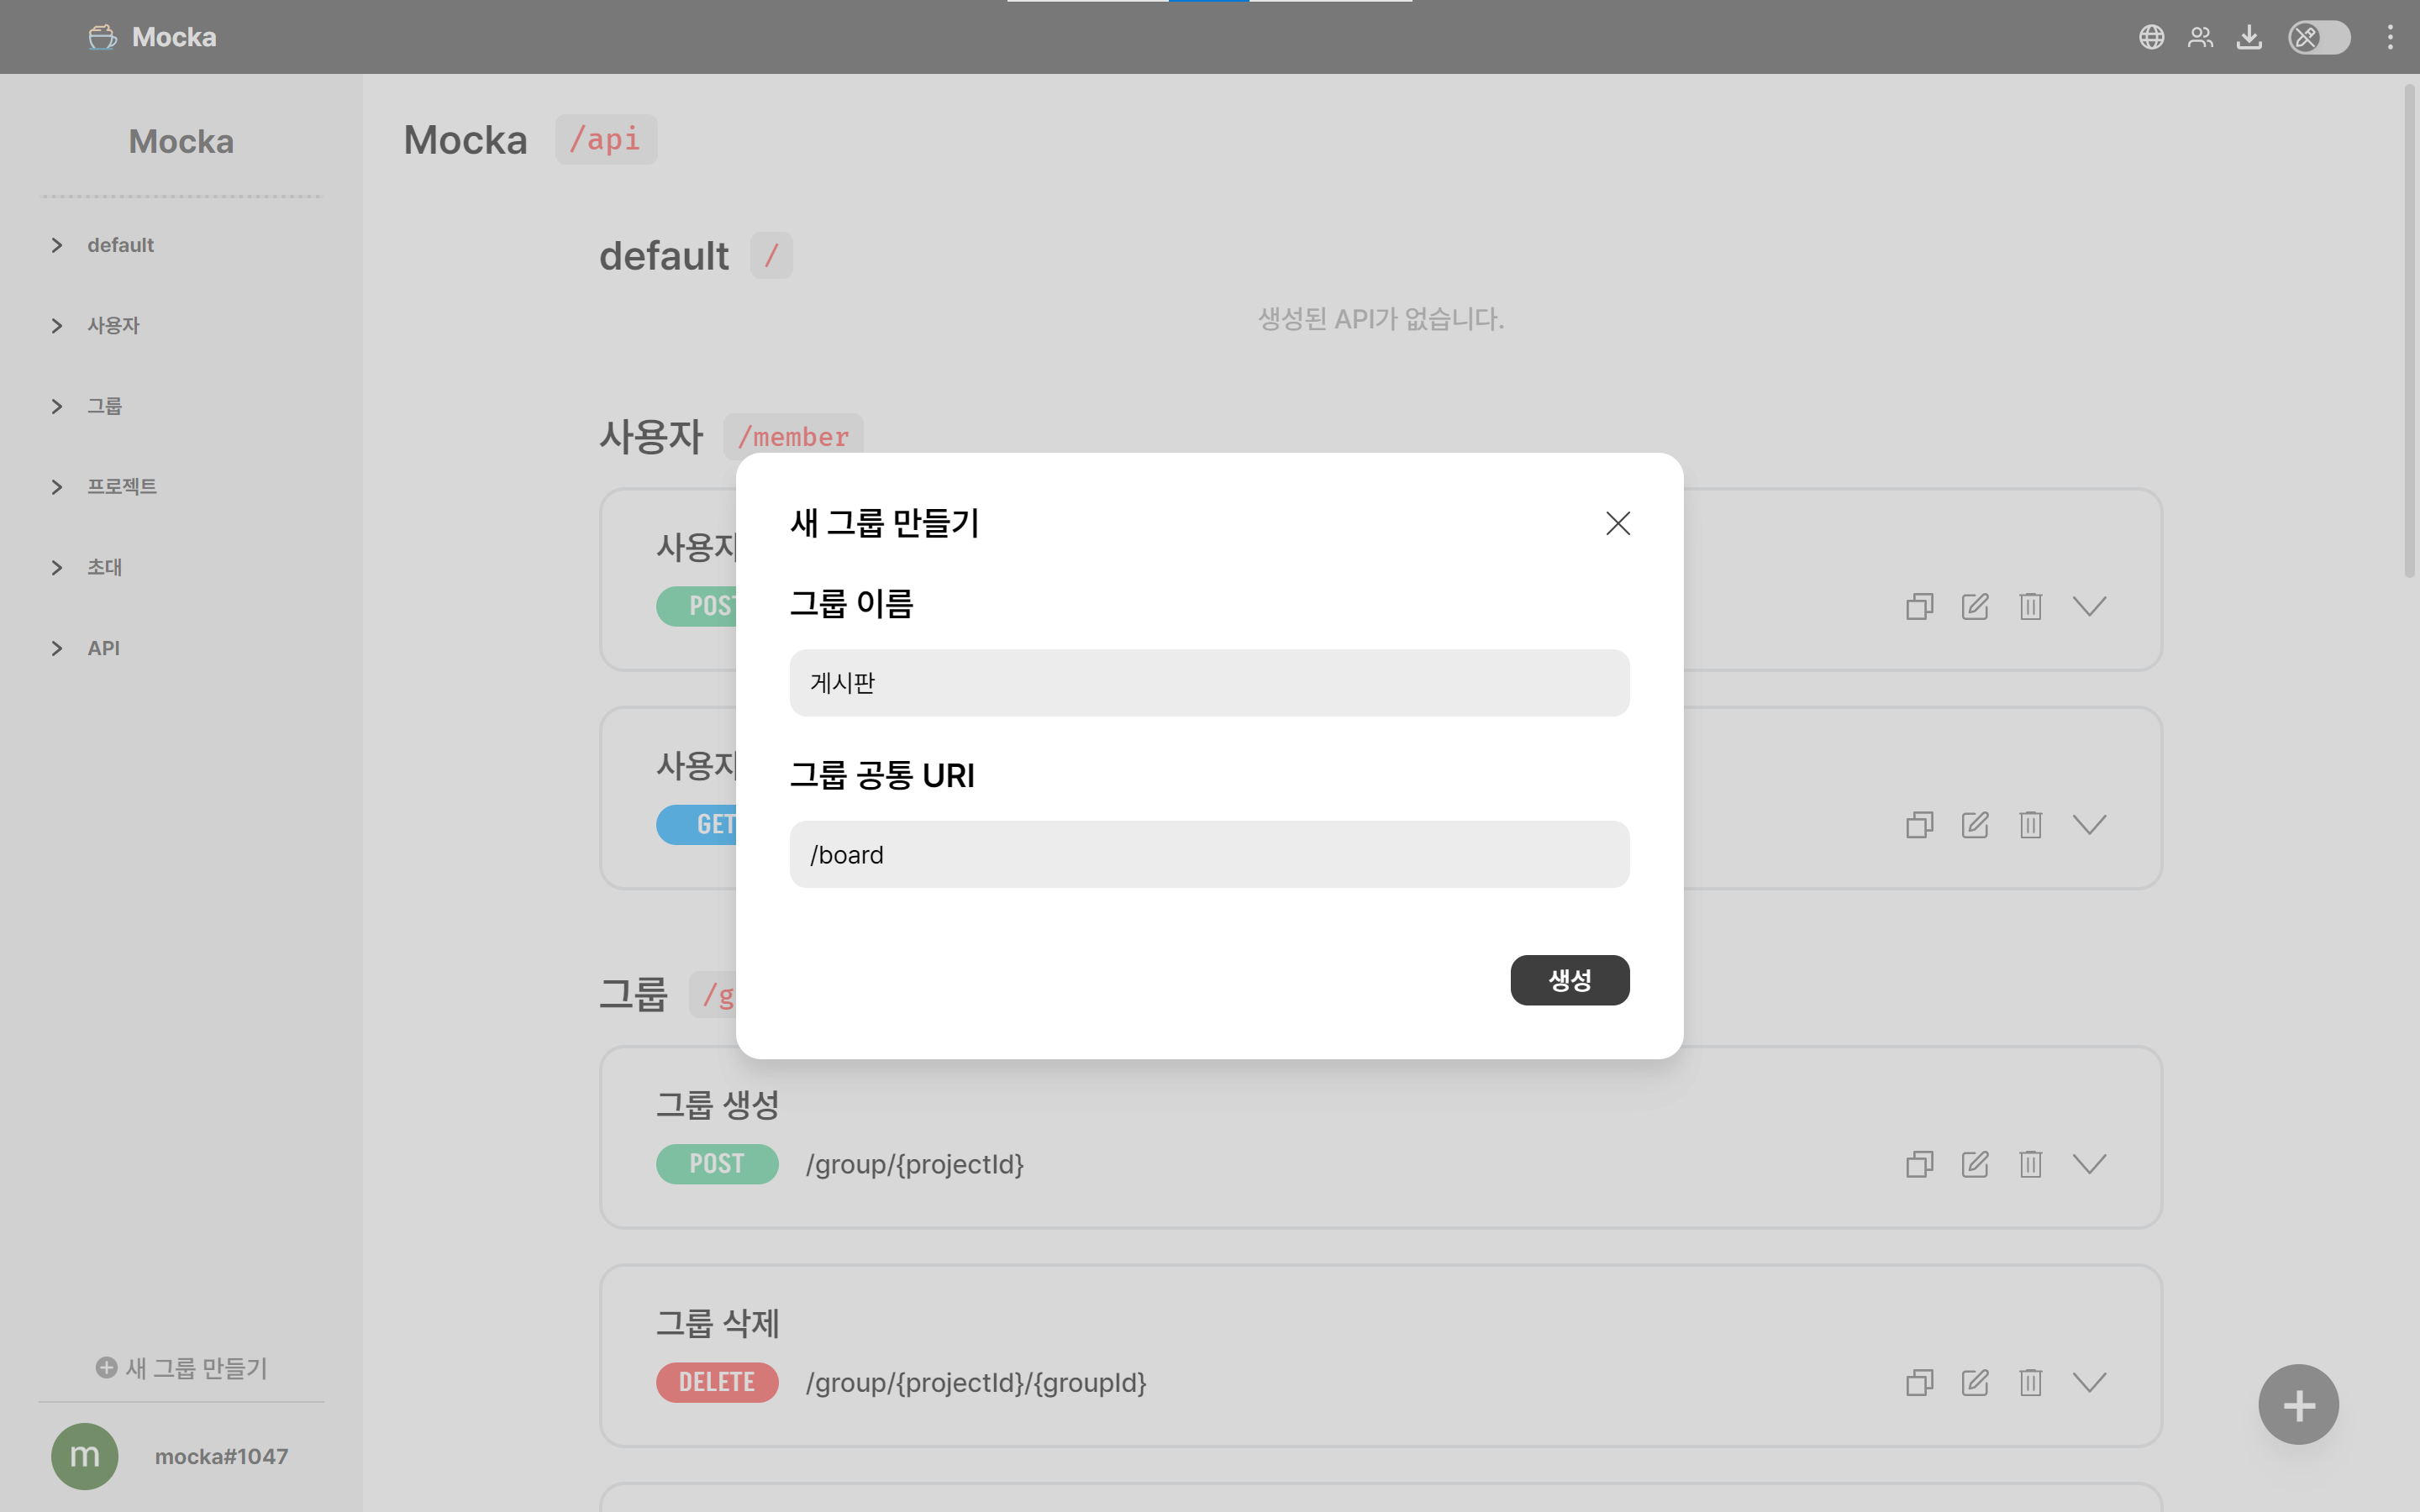 Mocka
Mocka
default
사용자
그룹
프로젝트
초대
API
새 그룹 만들기
m
mocka#1047
Mocka /api
default /
생성된 API가 없습니다.
사용자 /member
사용자
POST
사용자
GET
그룹 /g
그룹 생성
POST /group/{projectId}
그룹 삭제
DELETE /group/{projectId}/{groupId}
새 그룹 만들기
그룹 이름
게시판
그룹 공통 URI
/board
생성